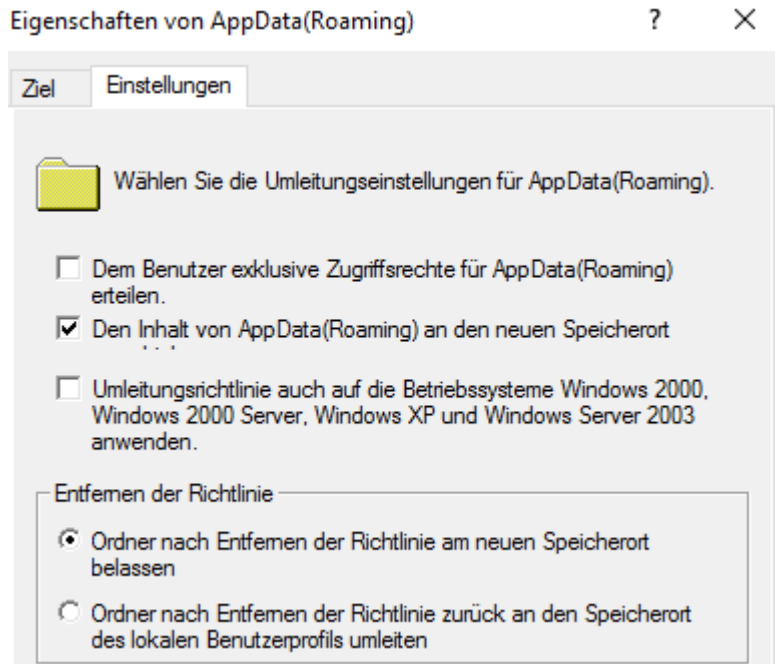 Eigenschaften von AppData(Roaming)
?
Ziel
Einstellungen
Wählen Sie die Umleitungseinstellungen für AppData(Roaming).
Dem Benutzer exklusive Zugriffsrechte für AppData(Roaming)
erteilen.
Den Inhalt von AppData(Roaming) an den neuen Speicherort
Umleitungsrichtlinie auch auf die Betriebssysteme Windows 2000,
Windows 2000 Server, Windows XP und Windows Server 2003
anwenden.
Entfernen der Richtlinie
Ordner nach Entfernen der Richtlinie am neuen Speicherort
belassen
Ordner nach Entfernen der Richtlinie zurück an den Speicherort
des lokalen Benutzerprofils umleiten